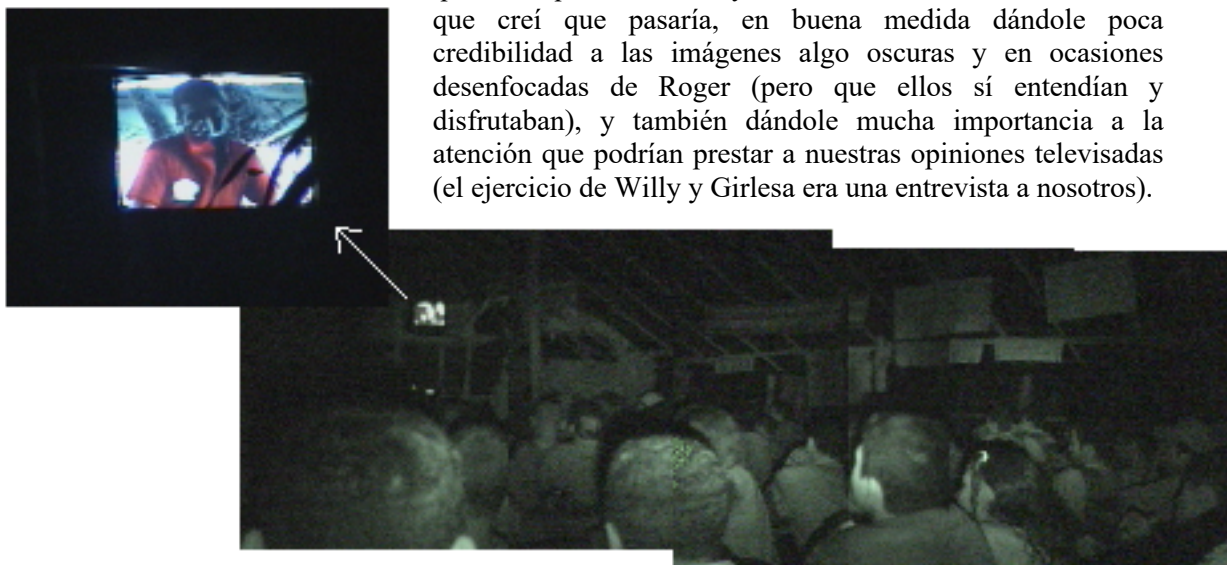 que creí que pasaría, en buena medida dándole poca
credibilidad a las imágenes algo oscuras y en ocasiones
desenfocadas de Roger (pero que ellos sí entendían y
disfrutaban), y también dándole mucha importancia a la
atención que podrían prestar a nuestras opiniones televisadas
(el ejercicio de Willy y Girlesa era una entrevista a nosotros).